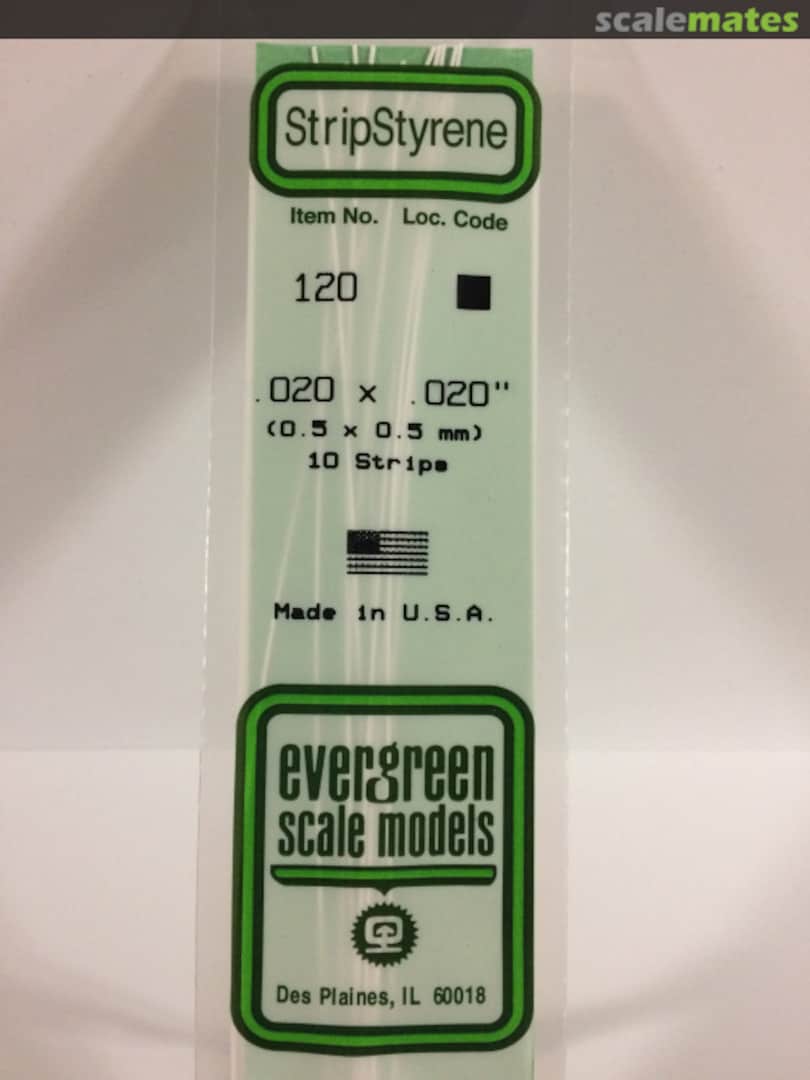 scalemates
StripStyrene
Item No. Loc. Code
120
.020 x .020"
(0.5 x 0.5 mm)
10 Strips
Made in U.S.A.
evergreen
scale models
Des Plaines, IL 60018